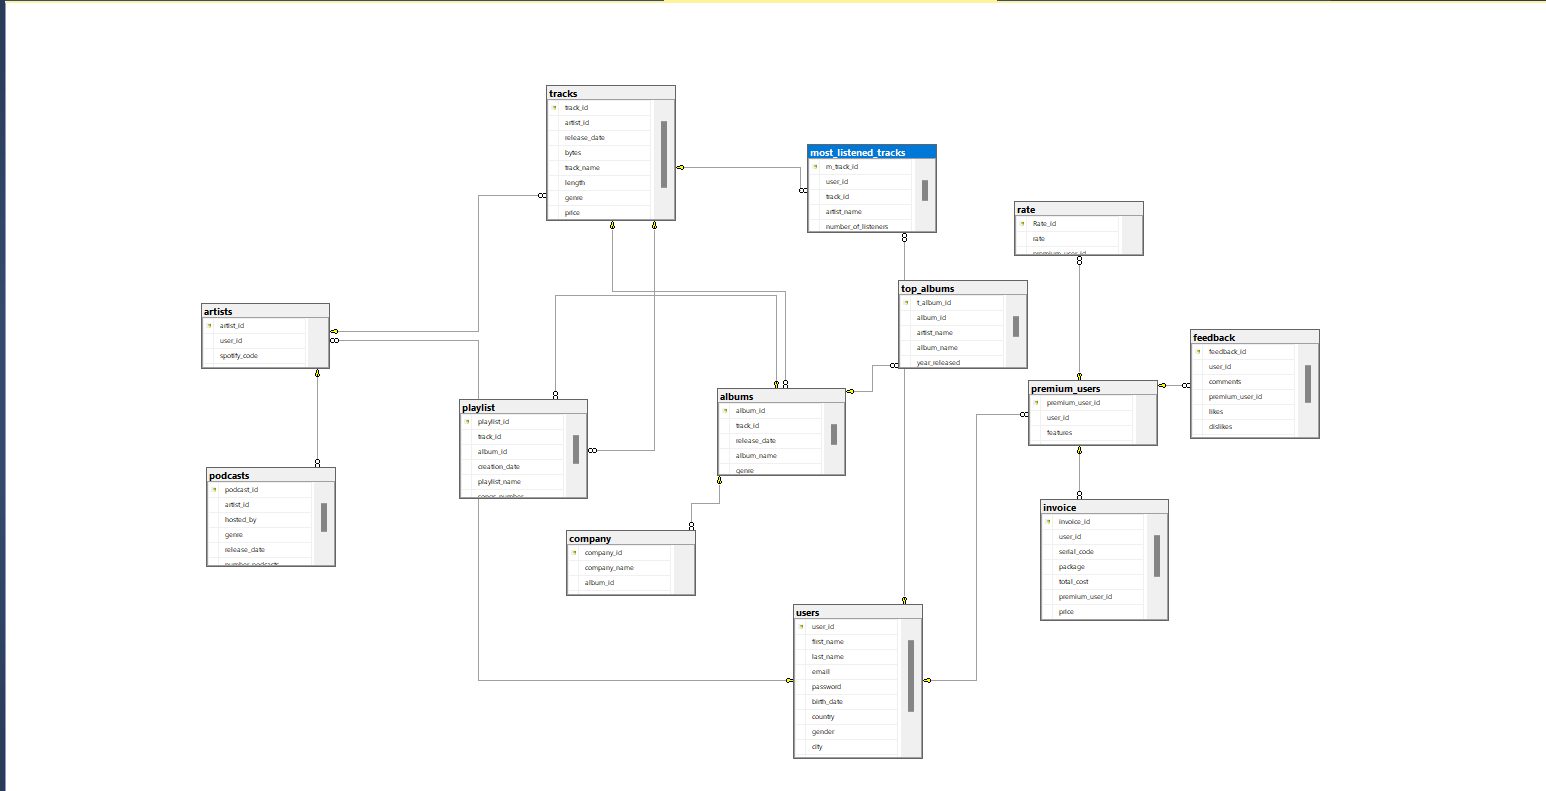 tracks
track_id
artist_id
release_date
bytes
track_name
length
genre
price
most_listened_tracks
m_track_id
user_id
track_id
artist_name
number_of_listeners
rate
Rate_id
rate
premium_user_id
top_albums
t_album_id
album_id
artist_name
album_name
year_released
artists
artist_id
user_id
spotify_code
feedback
feedback_id
user_id
comments
premium_user_id
likes
dislikes
premium_users
premium_user_id
user_id
features
albums
album_id
track_id
release_date
album_name
genre
playlist
playlist_id
track_id
album_id
creation_date
playlist_name
songs_number
podcasts
podcast_id
artist_id
hosted_by
genre
release_date
number_podcasts
invoice
invoice_id
user_id
serial_code
package
total_cost
premium_user_id
price
company
company_id
company_name
album_id
users
user_id
first_name
last_name
email
password
birth_date
country
gender
city